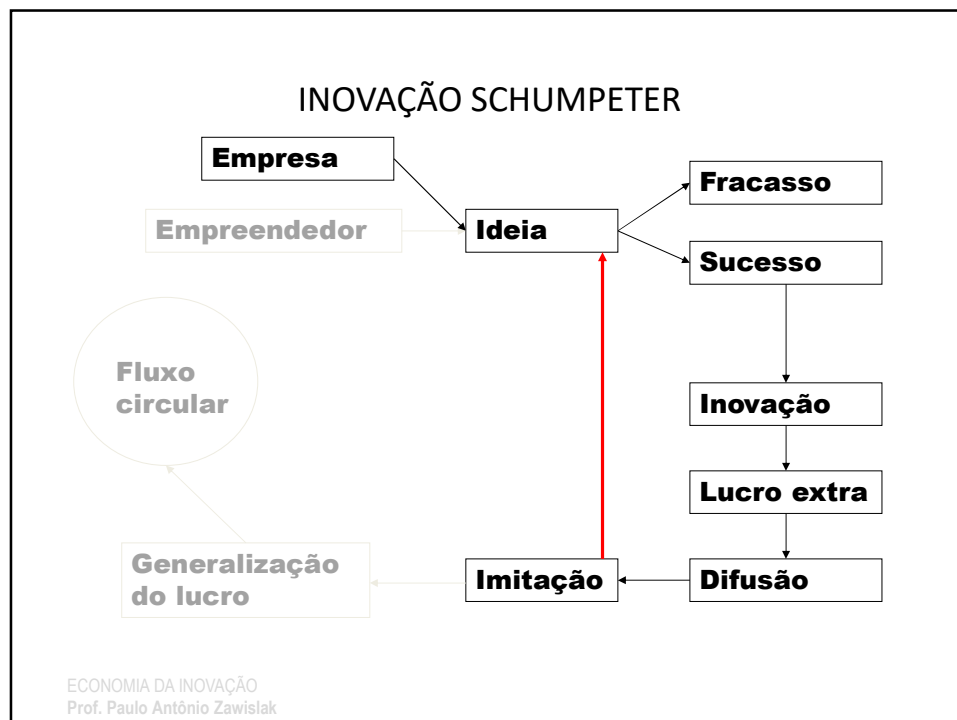 INOVAÇÃO SCHUMPETER
Empresa
Fracasso
Empreendedor
Ideia
Sucesso
Fluxo
circular
Inovação
Lucro extra
Generalização
do lucro
Imitação
Difusão
ECONOMIA DA INOVAÇÃO
Prof. Paulo Antônio Zawislak